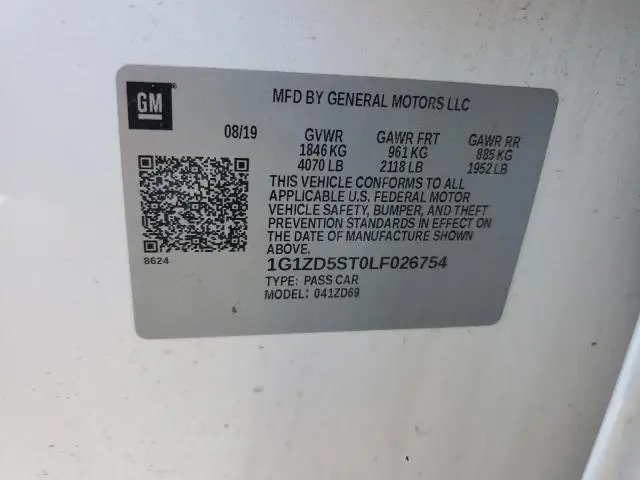 GM
MFD BY GENERAL MOTORS LLC
08/19 GVWR GAWR FRT GAWR RR
1846 KG 961 KG 885 KG
4070 LB 2118 LB 1952 LB
THIS VEHICLE CONFORMS TO ALL
APPLICABLE U.S. FEDERAL MOTOR
VEHICLE SAFETY, BUMPER, AND THEFT
PREVENTION STANDARDS IN EFFECT ON
THE DATE OF MANUFACTURE SHOWN
ABOVE.
8624
1G1ZD5ST0LF026754
TYPE: PASS CAR
MODEL: 041ZD69